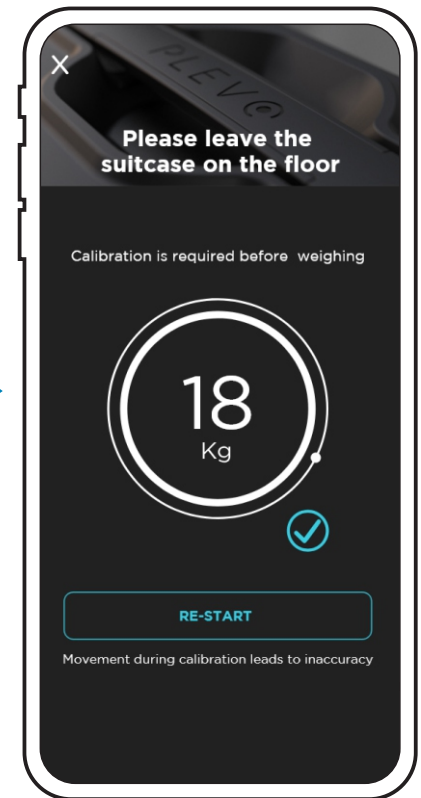 X
PLEVO
Please leave the
suitcase on the floor
Calibration is required before weighing
18
Kg
RE-START
Movement during calibration leads to inaccuracy